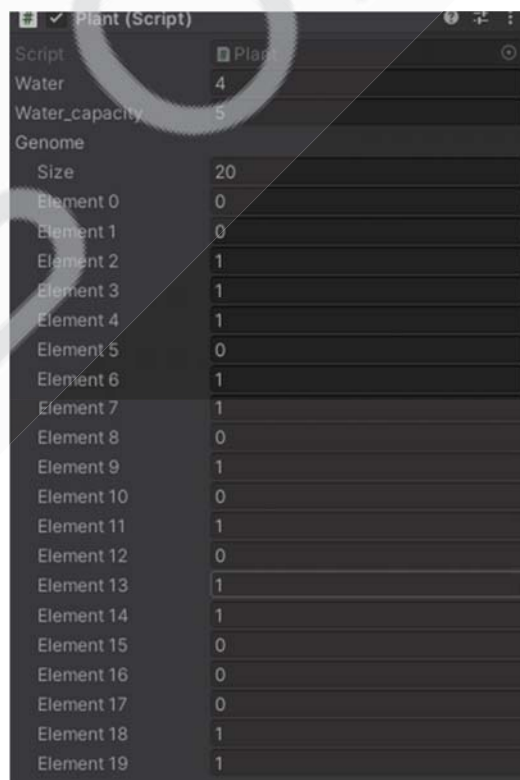 # Plant (Script)
Script Plant
Water 4
Water_capacity 5
Genome
Size 20
Element 0 0
Element 1 0
Element 2 1
Element 3 1
Element 4 1
Element 5 0
Element 6 1
Element 7 1
Element 8 0
Element 9 1
Element 10 0
Element 11 1
Element 12 0
Element 13 1
Element 14 1
Element 15 0
Element 16 0
Element 17 0
Element 18 1
Element 19 1